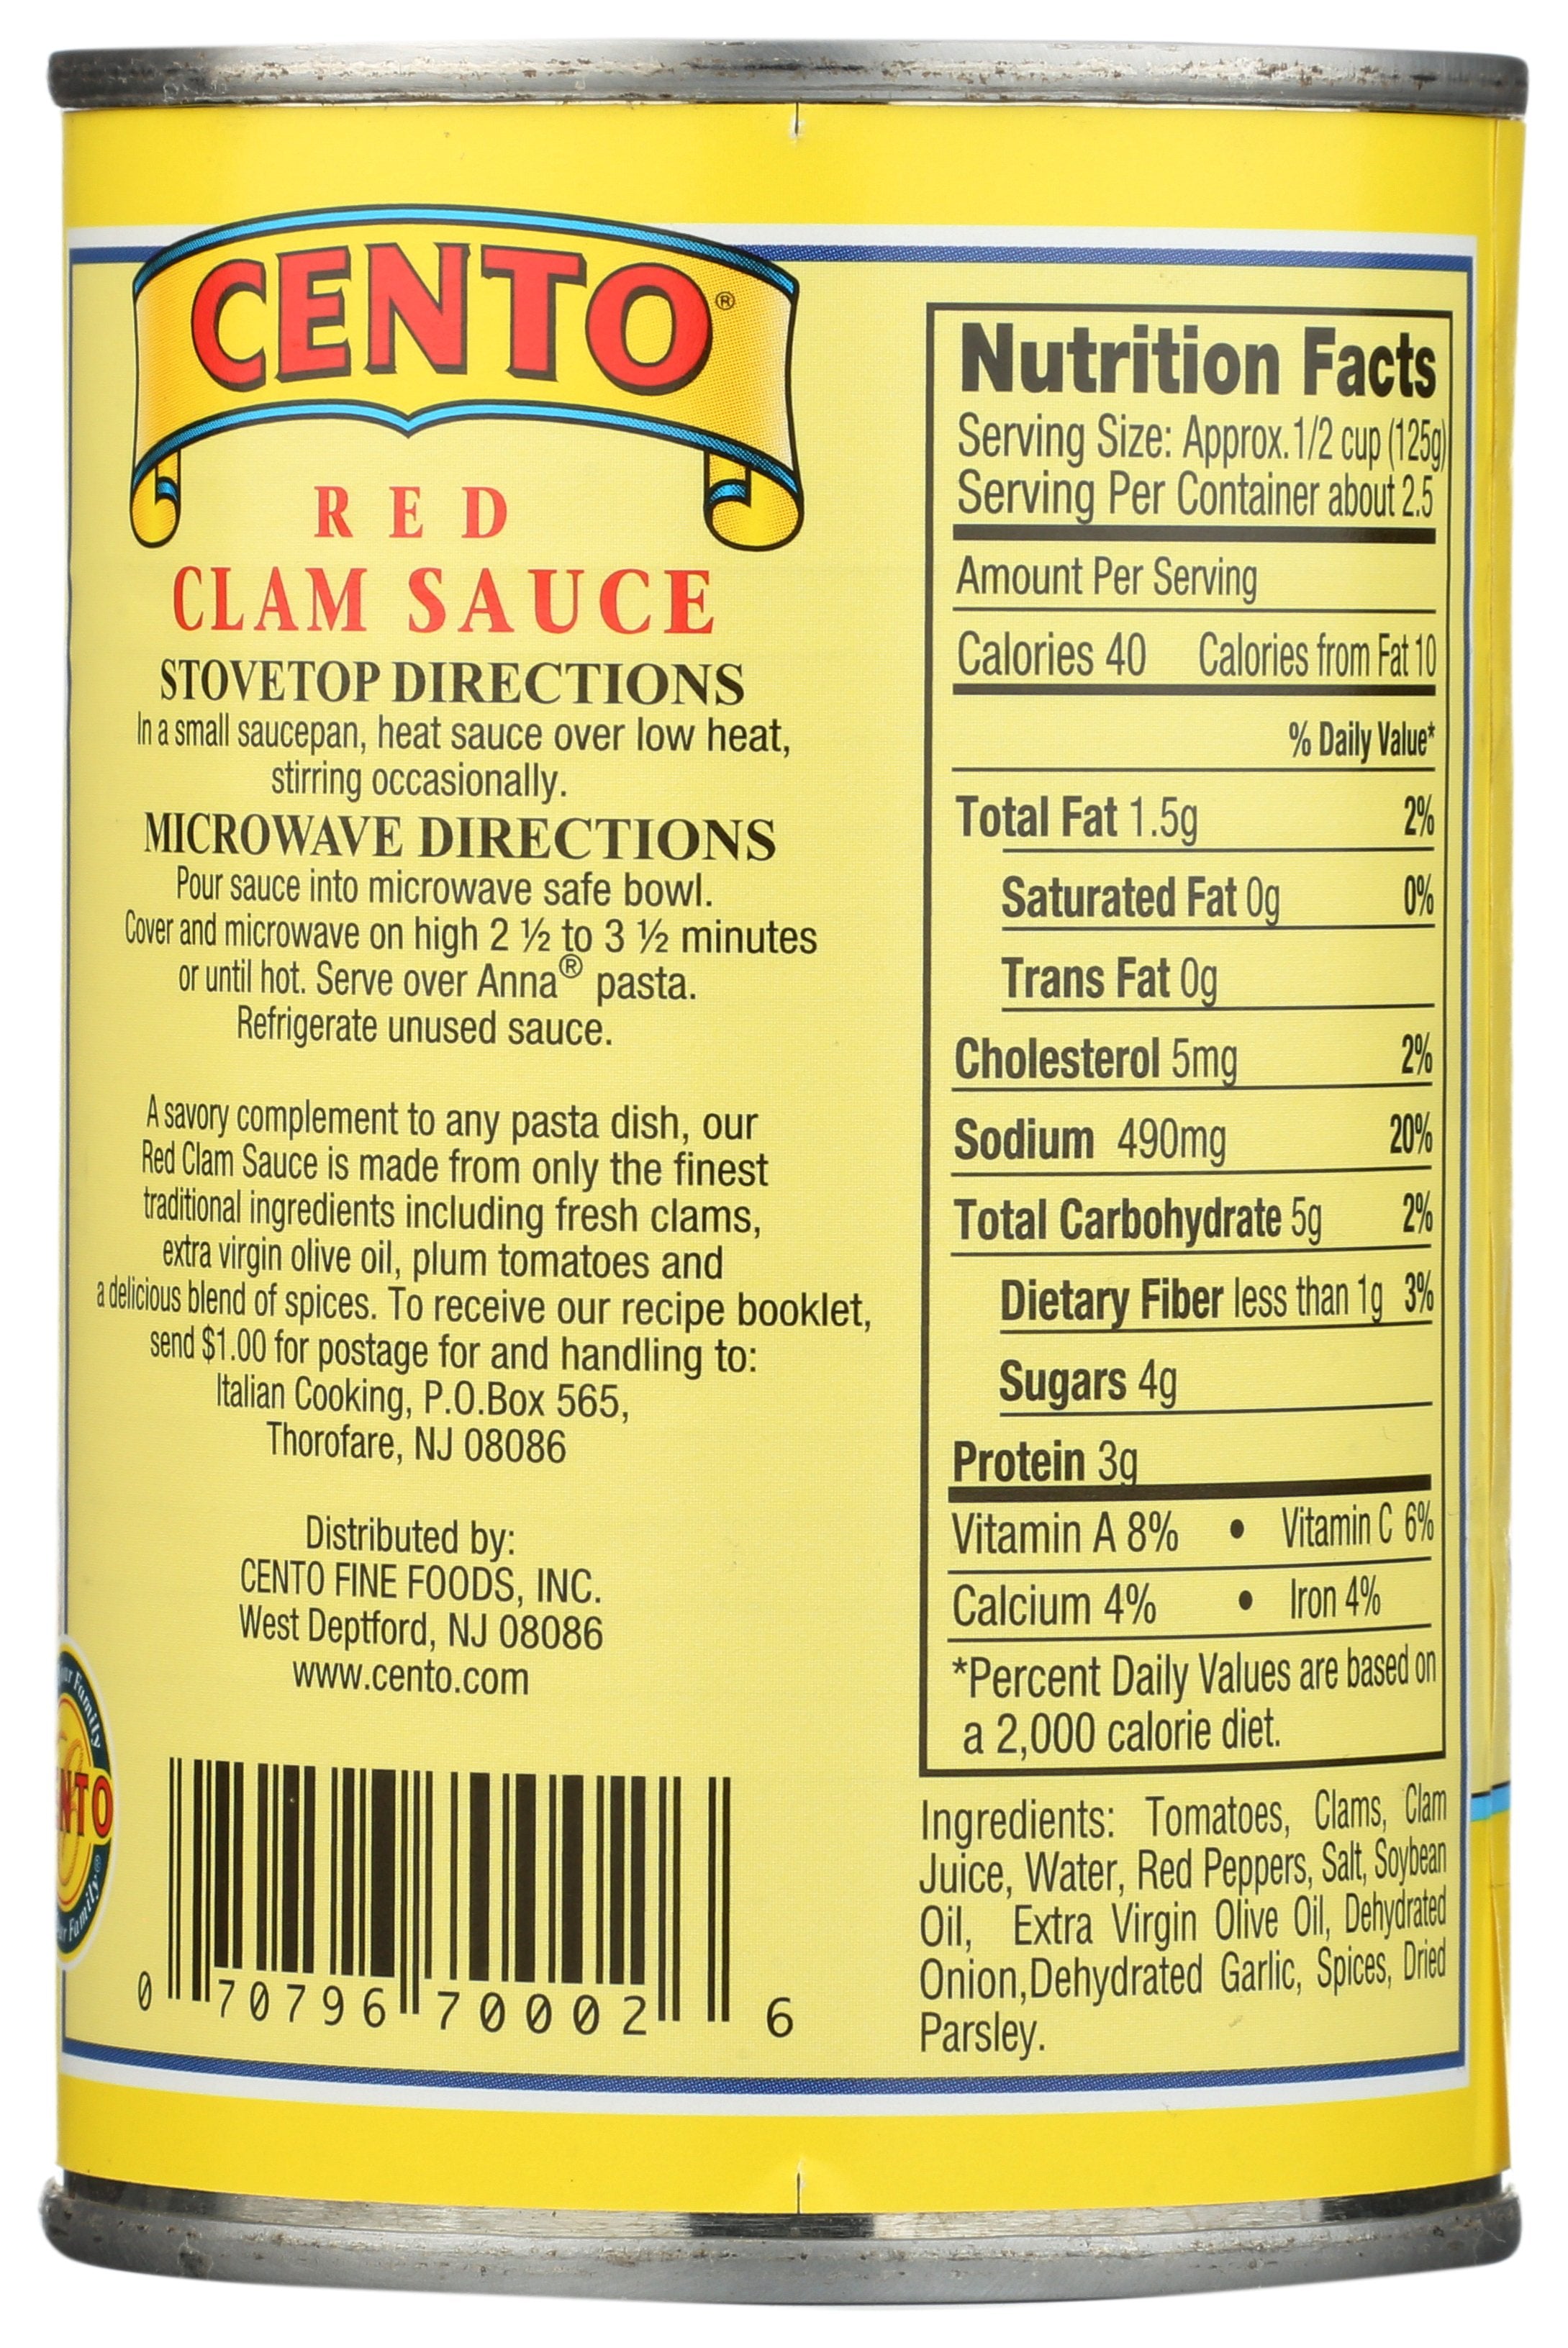 CENTO®
RED
CLAM SAUCE
STOVETOP DIRECTIONS
In a small saucepan, heat sauce over low heat,
stirring occasionally.
MICROWAVE DIRECTIONS
Pour sauce into microwave safe bowl.
Cover and microwave on high 2 ½ to 3 ½ minutes
or until hot. Serve over Anna® pasta.
Refrigerate unused sauce.
A savory complement to any pasta dish, our
Red Clam Sauce is made from only the finest
traditional ingredients including fresh clams,
extra virgin olive oil, plum tomatoes and
a delicious blend of spices. To receive our recipe booklet,
send $1.00 for postage for and handling to:
Italian Cooking, P.O.Box 565,
Thorofare, NJ 08086
Distributed by:
CENTO FINE FOODS, INC.
West Deptford, NJ 08086
www.cento.com
Family
NTO
Family®
0 70796 70002 6
Nutrition Facts
Serving Size: Approx. 1/2 cup (125g)
Serving Per Container about 2.5
Amount Per Serving
Calories 40 Calories from Fat 10
% Daily Value*
Total Fat 1.5g 2%
Saturated Fat 0g 0%
Trans Fat 0g
Cholesterol 5mg 2%
Sodium 490mg 20%
Total Carbohydrate 5g 2%
Dietary Fiber less than 1g 3%
Sugars 4g
Protein 3g
Vitamin A 8% • Vitamin C 6%
Calcium 4% • Iron 4%
*Percent Daily Values are based on
a 2,000 calorie diet.
Ingredients: Tomatoes, Clams, Clam
Juice, Water, Red Peppers, Salt, Soybean
Oil, Extra Virgin Olive Oil, Dehydrated
Onion,Dehydrated Garlic, Spices, Dried
Parsley.